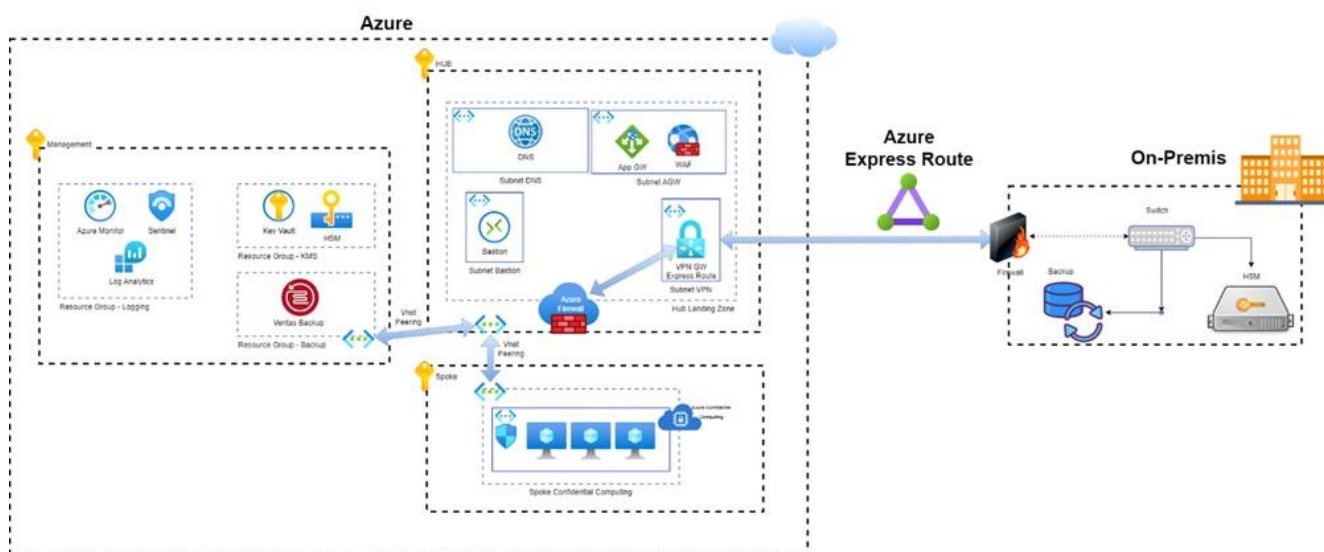 Azure
HUB
Management
DNS
DNS
Subnet DNS
App GW
WAF
Subnet AGW
Azure Monitor
Sentinel
Log Analytics
Resource Group - Logging
Key Vault
HSM
Resource Group - KMS
Veritas Backup
Resource Group - Backup
Bastion
Subnet Bastion
VPN GW
Express Route
Subnet VPN
Azure
Firewall
Hub Landing Zone
Vnet
Peering
Vnet
Peering
Spoke
Azure Confidential
Computing
Spoke Confidential Computing
Azure
Express Route
On-Premis
Switch
Firewall
Backup
HSM